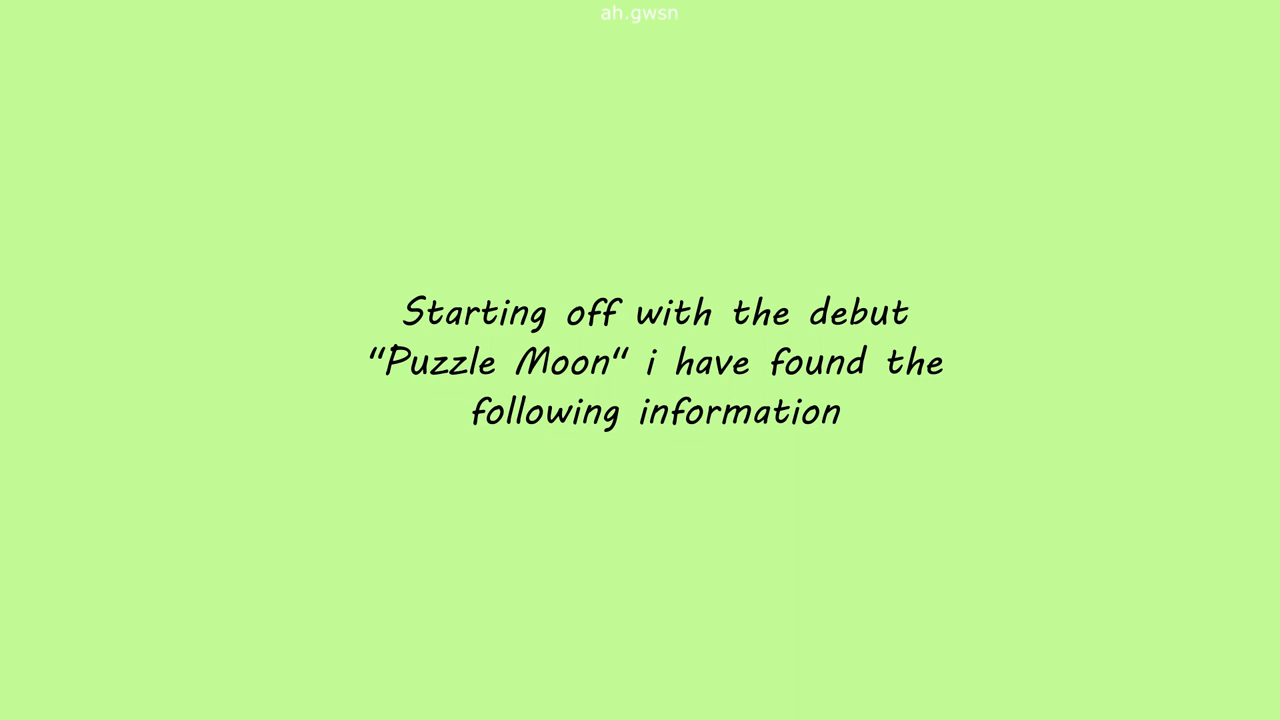 ah.gwsn
Starting off with the debut
"Puzzle Moon" i have found the
following information